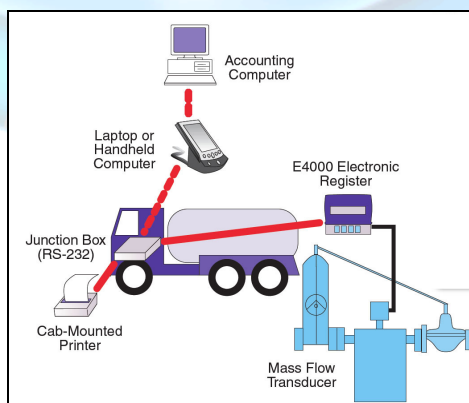 Accounting
Computer
Laptop or
Handheld
Computer
E4000 Electronic
Register
Junction Box
(RS-232)
Cab-Mounted
Printer
Mass Flow
Transducer